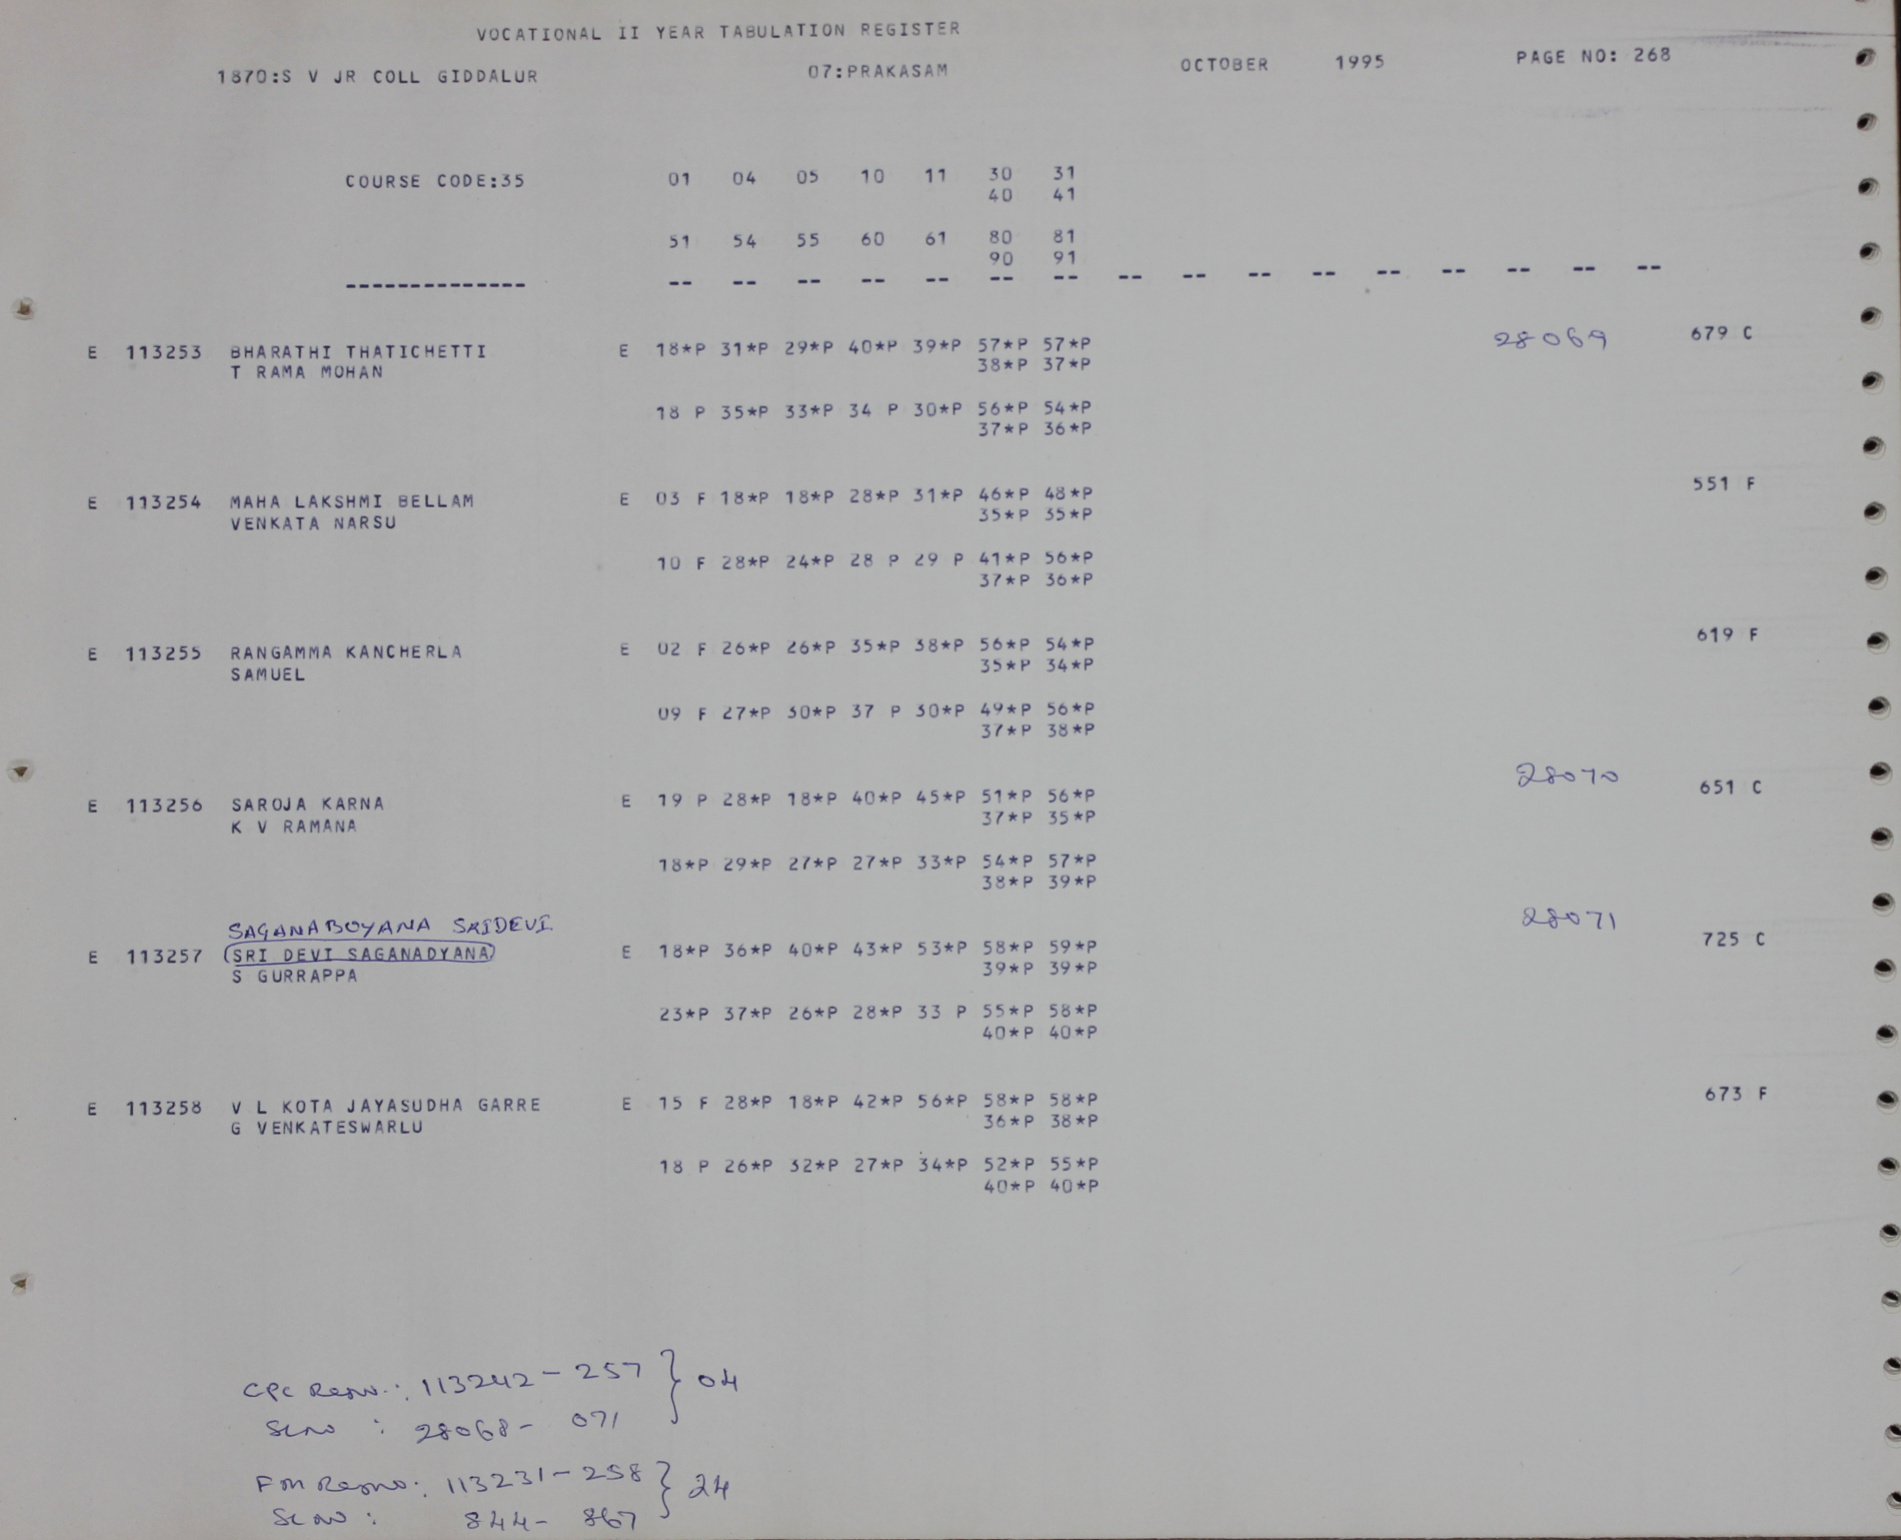 VOCATIONAL II YEAR TABULATION REGISTER
1870:S V JR COLL GIDDALUR 07:PRAKASAM OCTOBER 1995 PAGE NO: 268
COURSE CODE:35 01 04 05 10 11 30 31
40 41
51 54 55 60 61 80 81
90 91
-------------- -- -- -- -- -- -- -- -- -- -- -- -- -- -- -- --
E 113253 BHARATHI THATICHETTI E 18*P 31*P 29*P 40*P 39*P 57*P 57*P 28069 679 C
T RAMA MOHAN 38*P 37*P
18 P 35*P 33*P 34 P 30*P 56*P 54*P
37*P 36*P
E 113254 MAHA LAKSHMI BELLAM E 03 F 18*P 18*P 28*P 31*P 46*P 48*P 551 F
VENKATA NARSU 35*P 35*P
10 F 28*P 24*P 28 P 29 P 41*P 56*P
37*P 36*P
E 113255 RANGAMMA KANCHERLA E 02 F 26*P 26*P 35*P 38*P 56*P 54*P 619 F
SAMUEL 35*P 34*P
09 F 27*P 30*P 37 P 30*P 49*P 56*P
37*P 38*P
E 113256 SAROJA KARNA E 19 P 28*P 18*P 40*P 45*P 51*P 56*P 28070 651 C
K V RAMANA 37*P 35*P
18*P 29*P 27*P 27*P 33*P 54*P 57*P
38*P 39*P
SAGANABOYANA SRIDEVI
E 113257 SRI DEVI SAGANADYANA E 18*P 36*P 40*P 43*P 53*P 58*P 59*P 28071 725 C
S GURRAPPA 39*P 39*P
23*P 37*P 26*P 28*P 33 P 55*P 58*P
40*P 40*P
E 113258 V L KOTA JAYASUDHA GARRE E 15 F 28*P 18*P 42*P 56*P 58*P 58*P 673 F
G VENKATESWARLU 36*P 38*P
18 P 26*P 32*P 27*P 34*P 52*P 55*P
40*P 40*P
CPC Regno.: 113242-257 } 04
Slno : 28068- 071
FM Regno: 113231-258 } 24
Slno : 844- 867